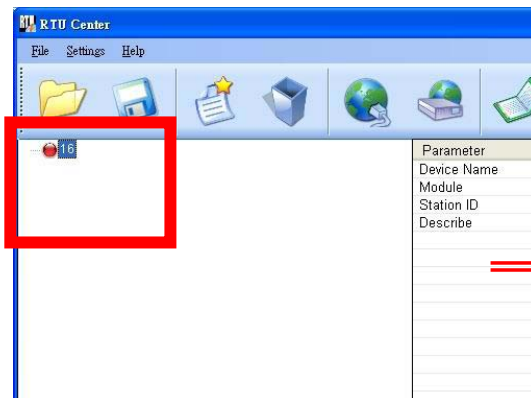 RTU Center
File Settings Help
16
Parameter
Device Name
Module
Station ID
Describe